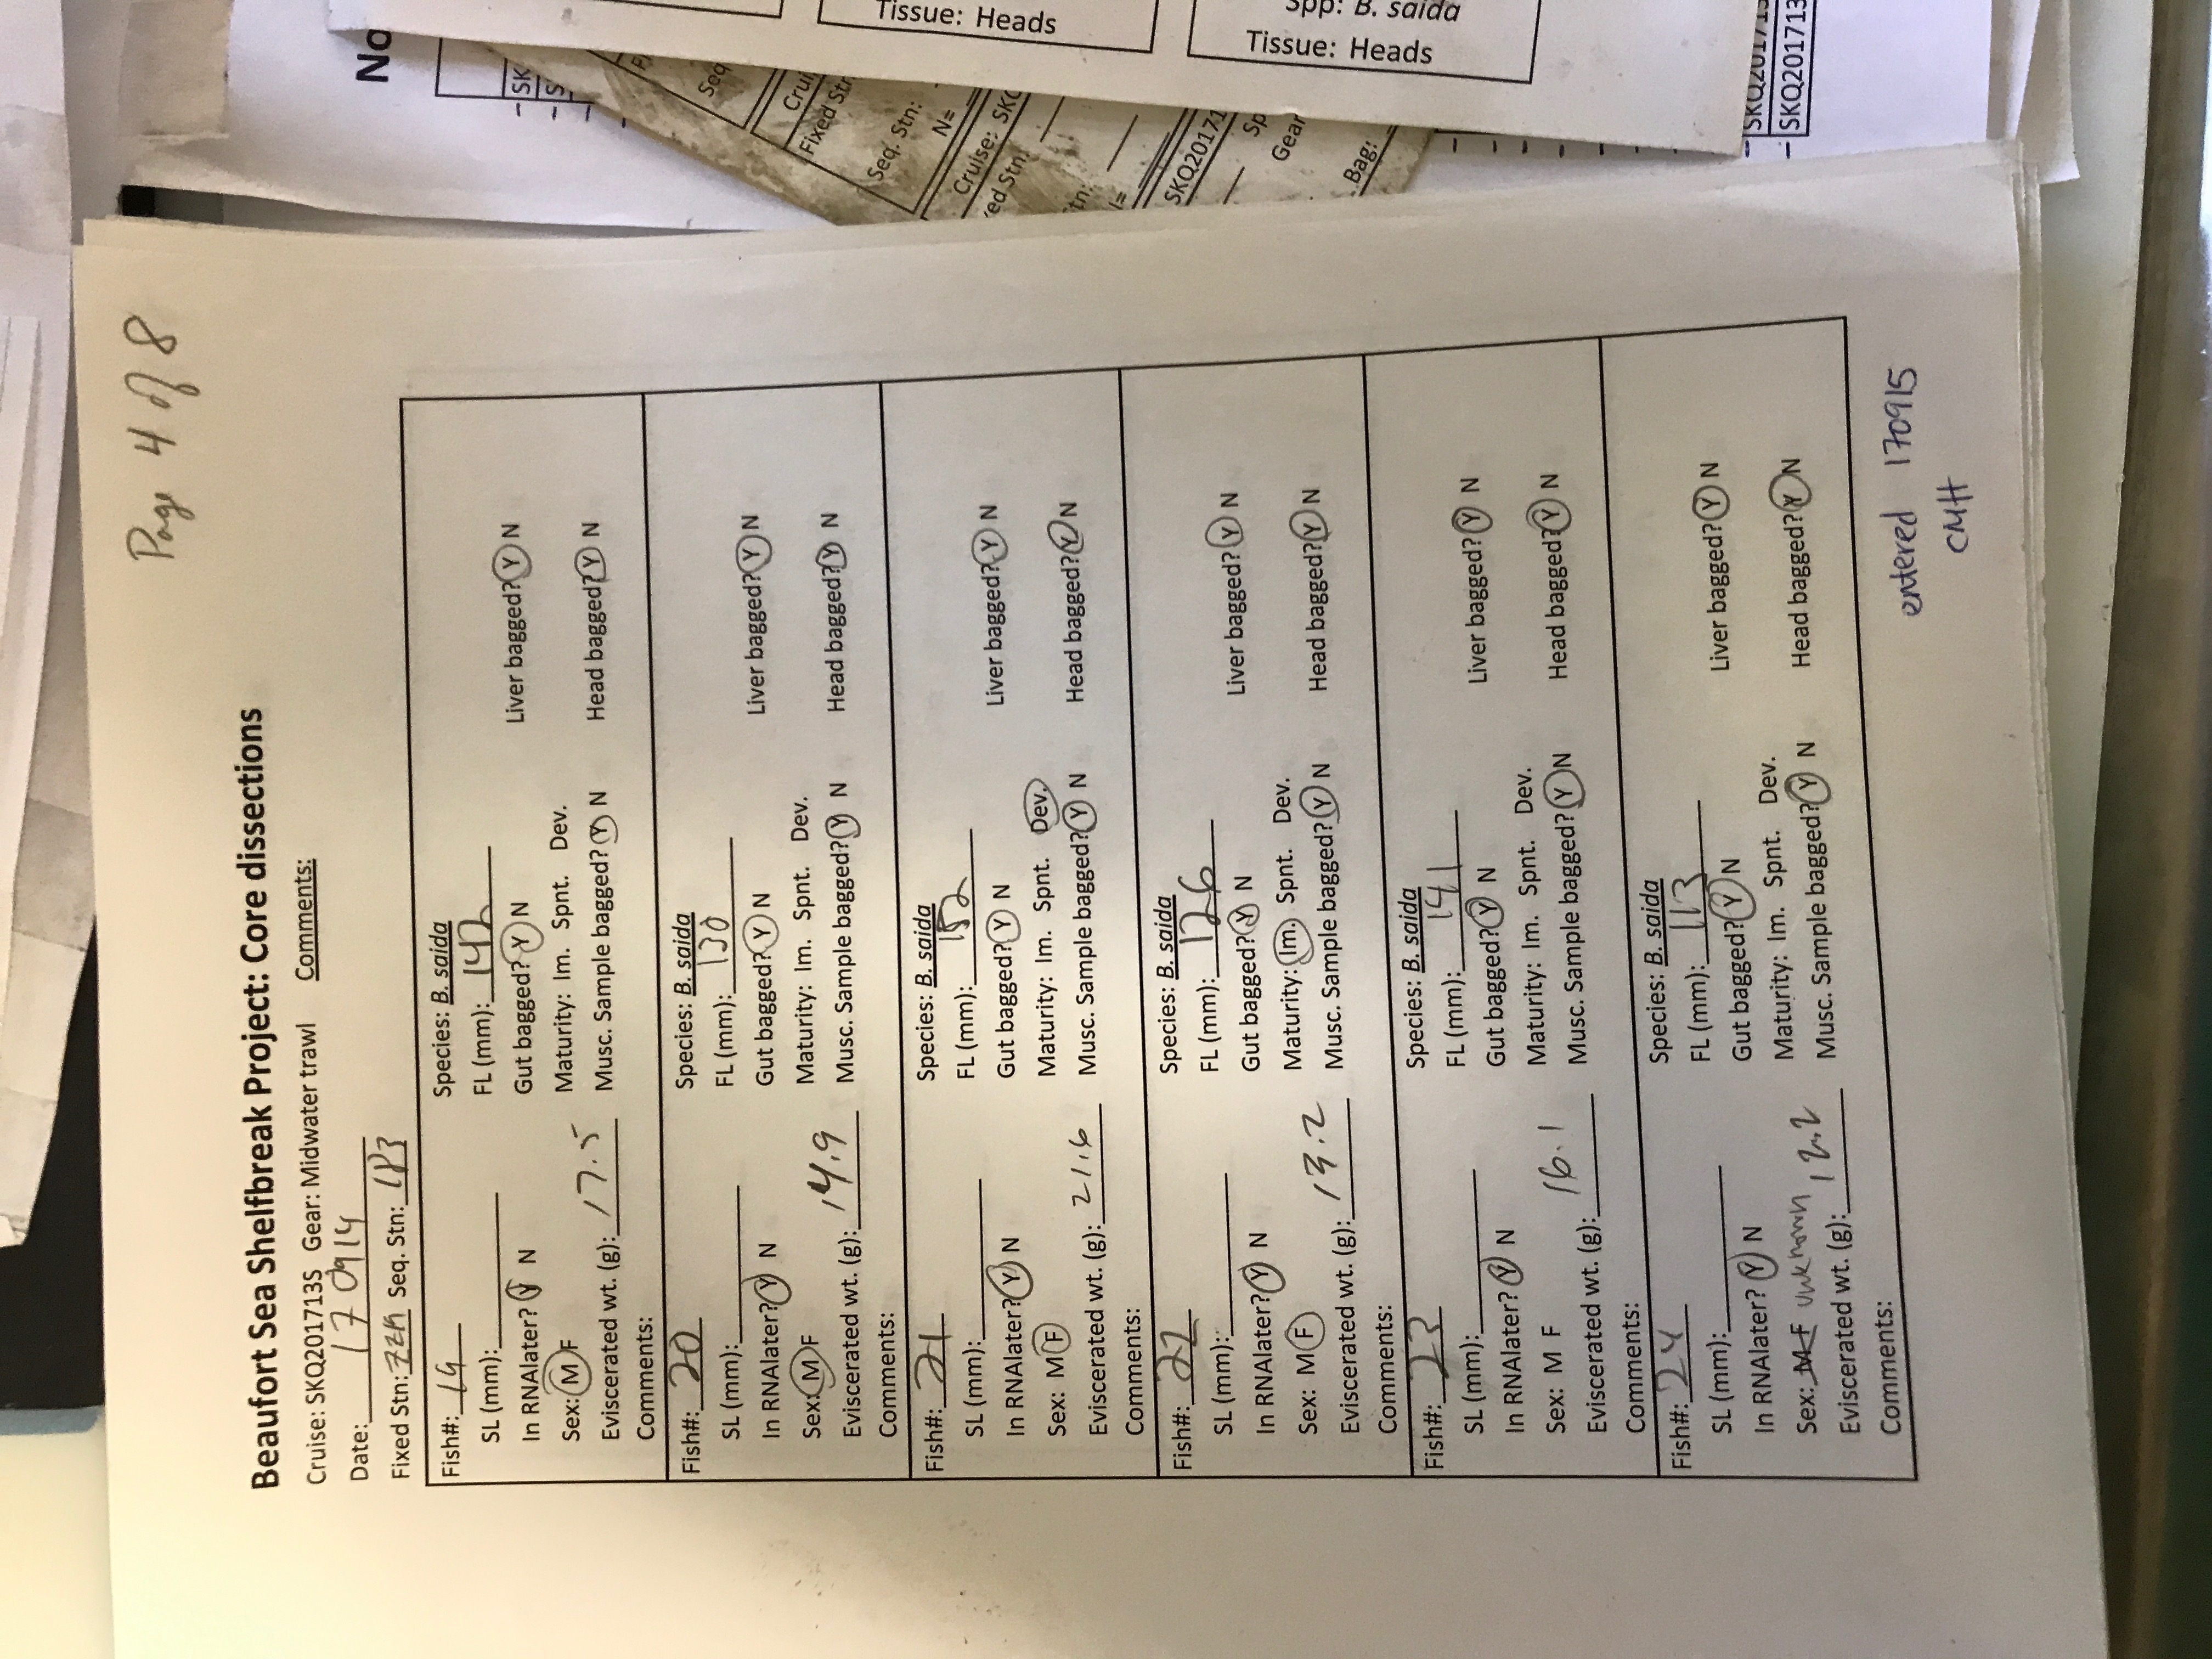 Page 4 of 8
Beaufort Sea Shelfbreak Project: Core dissections
Cruise: SKQ201713S Gear: Midwater trawl Comments:
Date: 170914
Fixed Stn: Seq. Stn: 183
Fish#: 19 Species: B. saida
SL (mm): FL (mm): 142
In RNAlater? Y N Gut bagged? Y N Liver bagged? Y N
Sex: M F Maturity: Im. Spnt. Dev.
Eviscerated wt. (g): 17.5 Musc. Sample bagged? Y N Head bagged? Y N
Comments:
Fish#: 20 Species: B. saida
SL (mm): FL (mm): 130
In RNAlater? Y N Gut bagged? Y N Liver bagged? Y N
Sex: M F Maturity: Im. Spnt. Dev.
Eviscerated wt. (g): 14.9 Musc. Sample bagged? Y N Head bagged? Y N
Comments:
Fish#: 21 Species: B. saida
SL (mm): FL (mm): 152
In RNAlater? Y N Gut bagged? Y N Liver bagged? Y N
Sex: M F Maturity: Im. Spnt. Dev.
Eviscerated wt. (g): 21.6 Musc. Sample bagged? Y N Head bagged? Y N
Comments:
Fish#: 22 Species: B. saida
SL (mm): FL (mm): 126
In RNAlater? Y N Gut bagged? Y N Liver bagged? Y N
Sex: M F Maturity: Im. Spnt. Dev.
Eviscerated wt. (g): 13.2 Musc. Sample bagged? Y N Head bagged? Y N
Comments:
Fish#: 23 Species: B. saida
SL (mm): FL (mm): 141
In RNAlater? Y N Gut bagged? Y N Liver bagged? Y N
Sex: M F Maturity: Im. Spnt. Dev.
Eviscerated wt. (g): 16.1 Musc. Sample bagged? Y N Head bagged? Y N
Comments:
Fish#: 24 Species: B. saida
SL (mm): FL (mm): 113
In RNAlater? Y N Gut bagged? Y N Liver bagged? Y N
Sex: M F unknown Maturity: Im. Spnt. Dev.
Eviscerated wt. (g): 12.2 Musc. Sample bagged? Y N Head bagged? Y N
Comments:
entered 170915
CMH
No
SK
Seq
Crui
Fixed Str
Seq. Stn:
N=
Cruise: SKQ
ed Stn:
tn:
SKQ20171
Sp
Gear
Bag:
Tissue: Heads
Spp: B. saida
Tissue: Heads
SKQ201713
SKQ201713